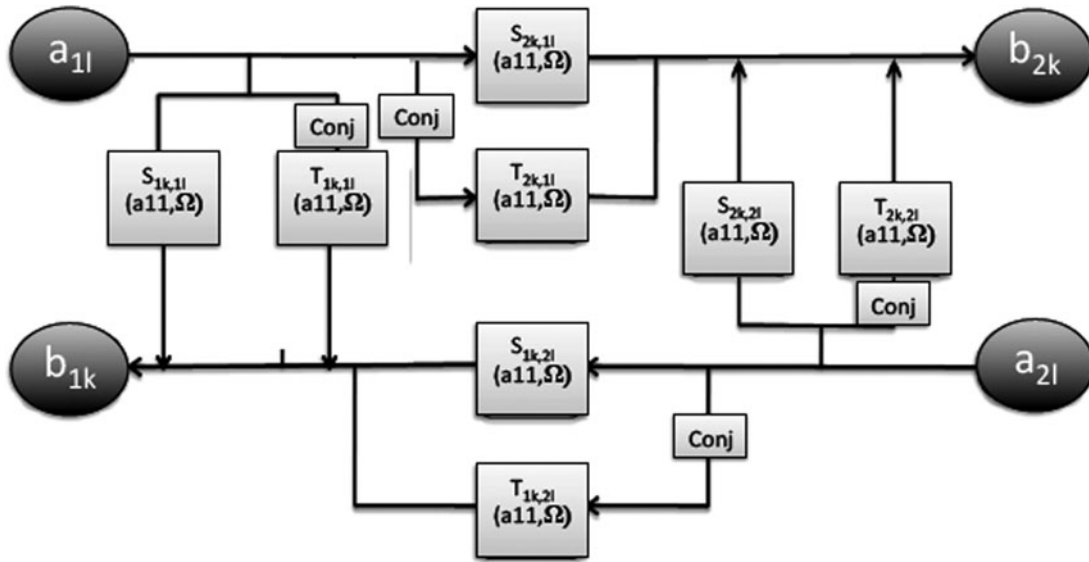 a1l
S2k,1l
(a11,Ω)
b2k
Conj
Conj
S1k,1l
(a11,Ω)
T1k,1l
(a11,Ω)
T2k,1l
(a11,Ω)
S2k,2l
(a11,Ω)
T2k,2l
(a11,Ω)
Conj
b1k
S1k,2l
(a11,Ω)
a2l
Conj
T1k,2l
(a11,Ω)